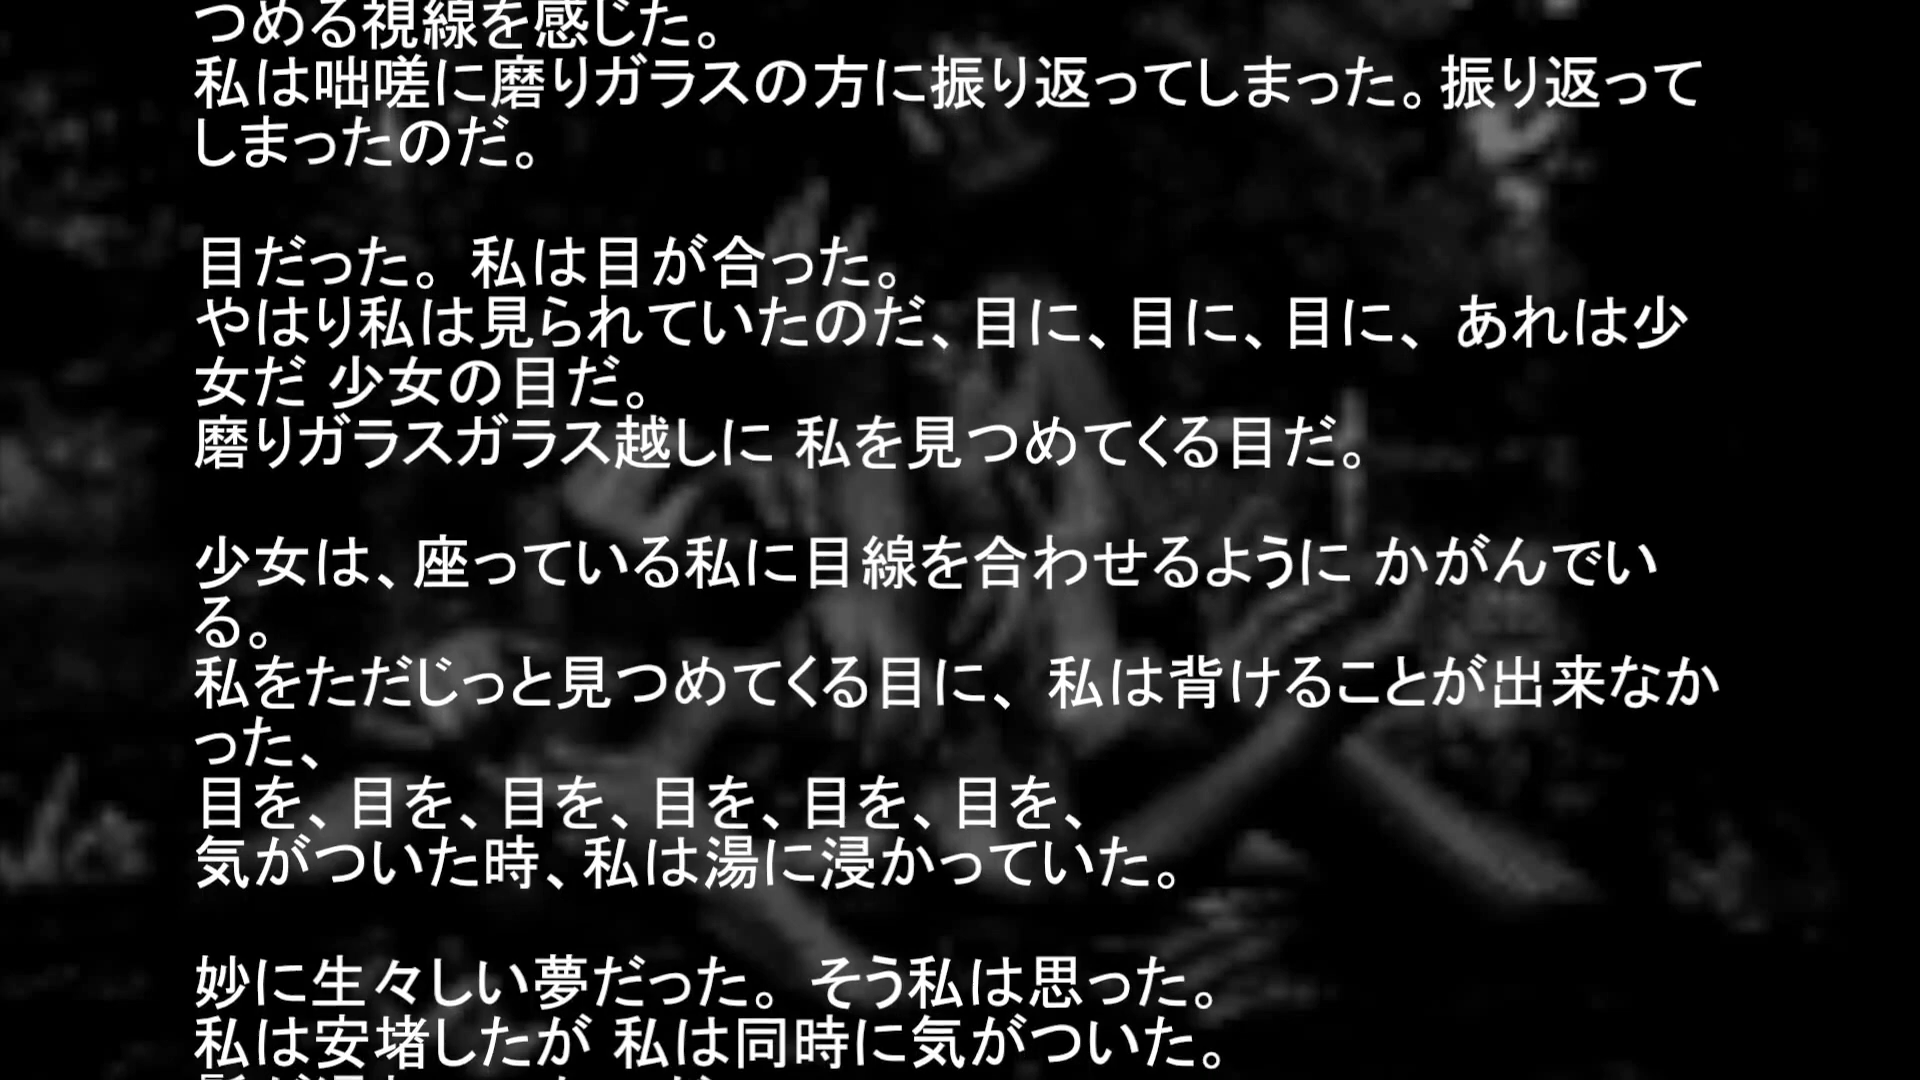 つめる視線を感じた。
私は咄嗟に磨りガラスの方に振り返ってしまった。振り返って
しまったのだ。
目だった。私は目が合った。
やはり私は見られていたのだ、目に、目に、目に、 あれは少
女だ 少女の目だ。
磨りガラスガラス越しに 私を見つめてくる目だ。
少女は、座っている私に目線を合わせるように かがんでい
る。
私をただじっと見つめてくる目に、 私は背けることが出来なか
った、
目を、目を、目を、目を、目を、目を、
気がついた時、私は湯に浸かっていた。
妙に生々しい夢だった。 そう私は思った。
私は安堵したが 私は同時に気がついた。